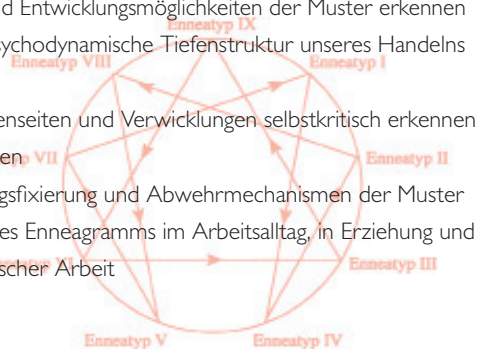 d Entwicklungsmöglichkeiten der Muster erkennen
Enneatyp IX
sychodynamische Tiefenstruktur unseres Handelns
Enneatyp VIII
Enneatyp I
enseiten und Verwicklungen selbstkritisch erkennen
en
Enneatyp II
gsfixierung und Abwehrmechanismen der Muster
es Enneagramms im Arbeitsalltag, in Erziehung und
scher Arbeit
Enneatyp III
Enneatyp V
Enneatyp IV